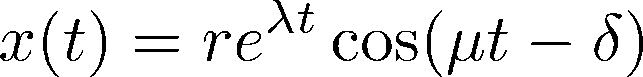 x(t) = re^{λt} cos(μt − δ)